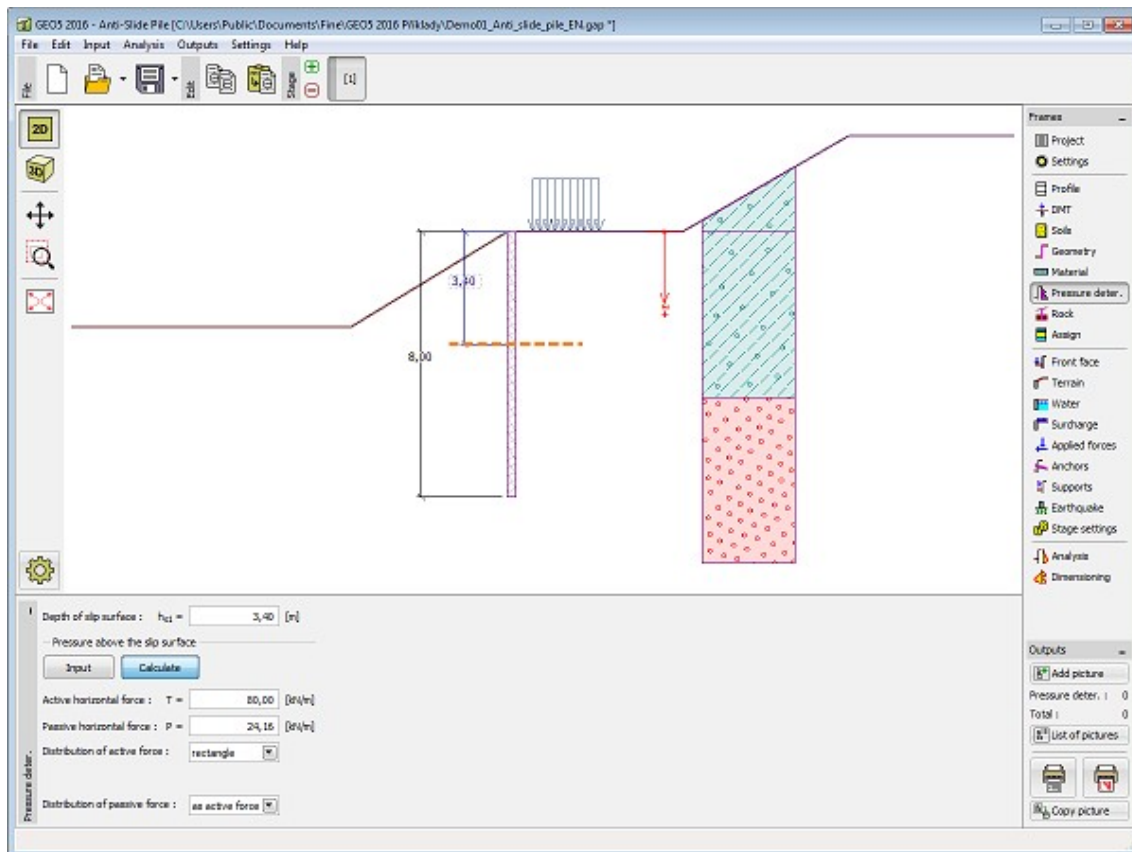 GEO5 2016 - Anti-Slide Pile [C:\Users\Public\Documents\Fine\GEO5 2016 Příklady\Demo01_Anti_slide_pile_EN.gap *]
File Edit Input Analysis Outputs Settings Help
File
Edit
Stage
[1]
2D
3D
3,40
8,00
+z
Frames
Project
Settings
Profile
DMT
Soils
Geometry
Material
Pressure deter.
Rock
Assign
Front face
Terrain
Water
Surcharge
Applied forces
Anchors
Supports
Earthquake
Stage settings
Analysis
Dimensioning
Pressure deter.
Depth of slip surface : 3,40 [m]
Pressure above the slip surface
Input Calculate
Active horizontal force : T = 80,00 [kN/m]
Passive horizontal force : P = 24,16 [kN/m]
Distribution of active force : rectangle
Distribution of passive force : as active force
Outputs
Add picture
Pressure deter. : 0
Total : 0
List of pictures
Copy picture